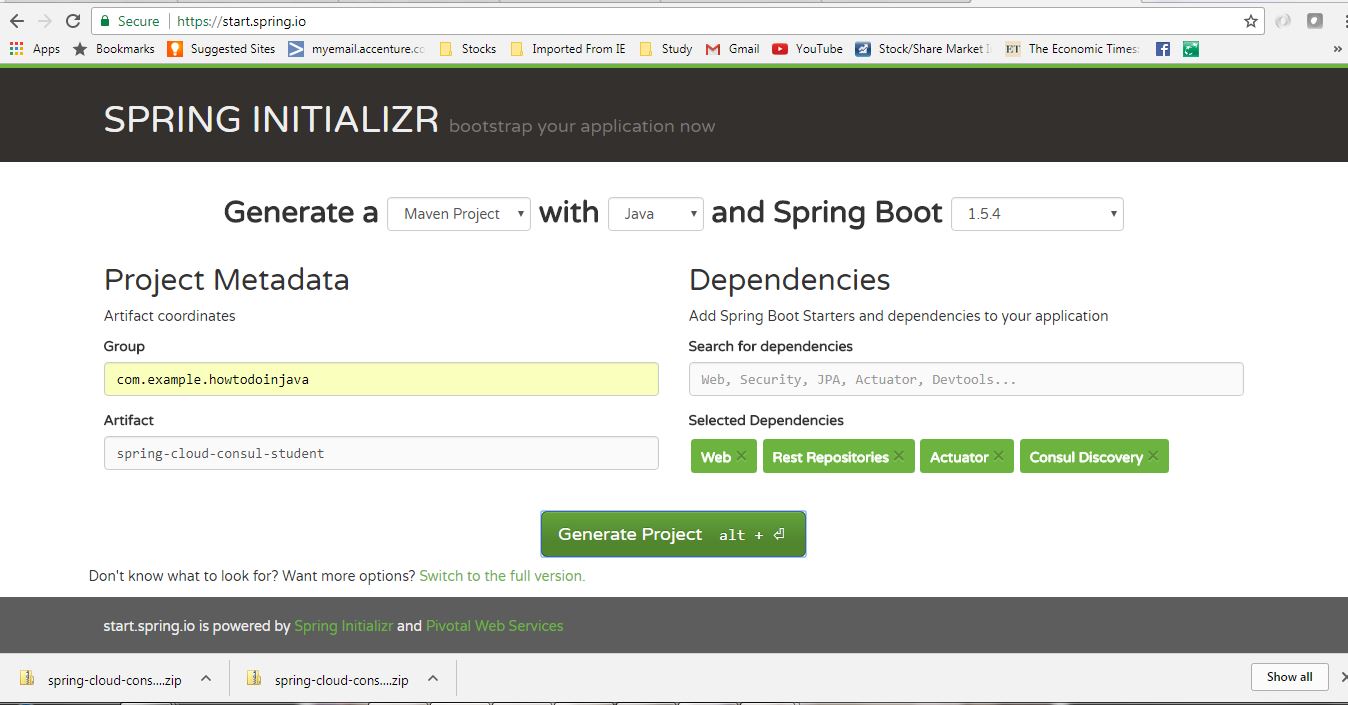 Secure https://start.spring.io
Apps Bookmarks Suggested Sites myemail.accenture.co Stocks Imported From IE Study Gmail YouTube Stock/Share Market I ET The Economic Times: »
SPRING INITIALIZR bootstrap your application now
Generate a Maven Project with Java and Spring Boot 1.5.4
Project Metadata
Artifact coordinates
Group
com.example.howtodoinjava
Artifact
spring-cloud-consul-student
Dependencies
Add Spring Boot Starters and dependencies to your application
Search for dependencies
Web, Security, JPA, Actuator, Devtools...
Selected Dependencies
Web × Rest Repositories × Actuator × Consul Discovery ×
Generate Project alt + ⏎
Don't know what to look for? Want more options? Switch to the full version.
start.spring.io is powered by Spring Initializr and Pivotal Web Services
spring-cloud-cons....zip spring-cloud-cons....zip Show all